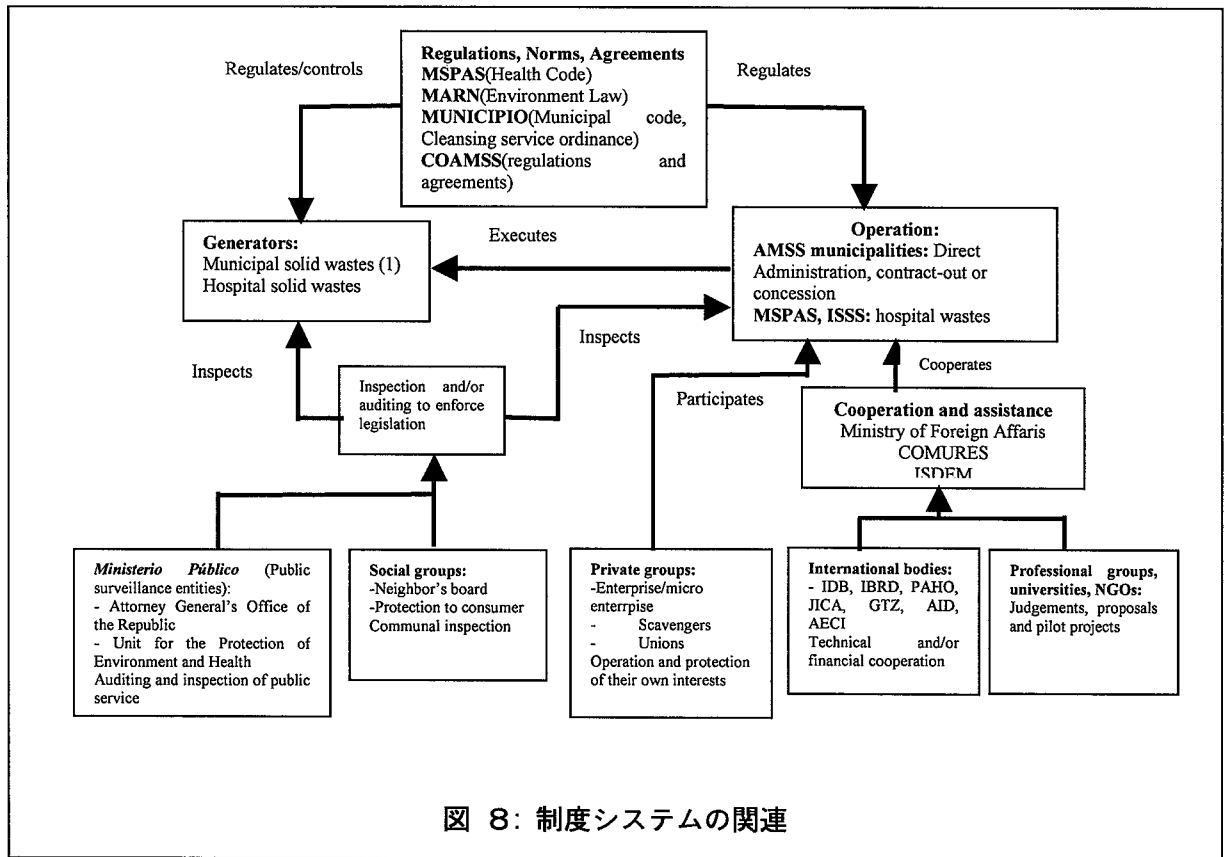 Regulations, Norms, Agreements
MSPAS(Health Code)
MARN(Environment Law)
MUNICIPIO(Municipal code,
Cleansing service ordinance)
COAMSS(regulations and
agreements)
Regulates/controls
Regulates
Generators:
Municipal solid wastes (1)
Hospital solid wastes
Executes
Operation:
AMSS municipalities: Direct
Administration, contract-out or
concession
MSPAS, ISSS: hospital wastes
Inspects
Inspects
Inspection and/or
auditing to enforce
legislation
Participates
Cooperates
Cooperation and assistance
Ministry of Foreign Affaris
COMURES
ISDEM
Ministerio Público (Public
surveillance entities):
- Attorney General's Office of
the Republic
- Unit for the Protection of
Environment and Health
Auditing and inspection of public
service
Social groups:
-Neighbor's board
-Protection to consumer
Communal inspection
Private groups:
-Enterprise/micro
enterrpise
- Scavengers
- Unions
Operation and protection
of their own interests
International bodies:
- IDB, IBRD, PAHO,
JICA, GTZ, AID,
AECI
Technical and/or
financial cooperation
Professional groups,
universities, NGOs:
Judgements, proposals
and pilot projects
図 8: 制度システムの関連